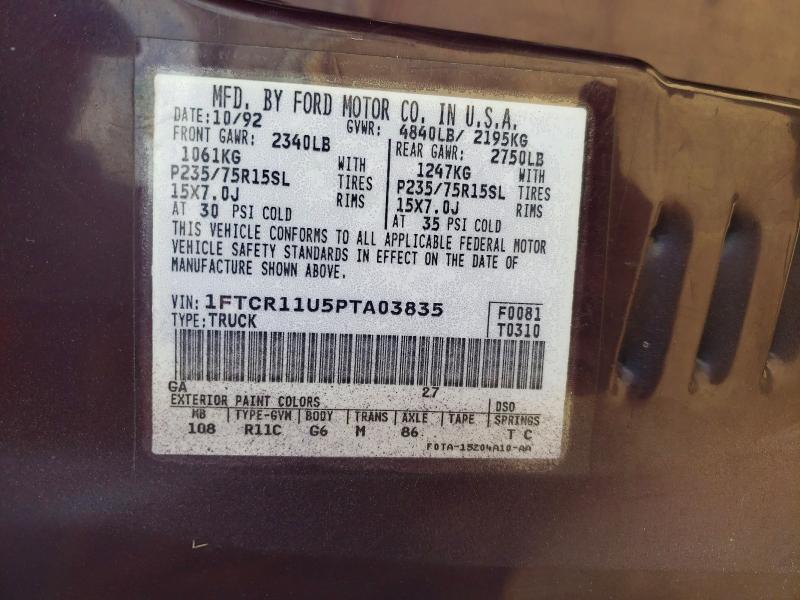 MFD. BY FORD MOTOR CO. IN U.S.A.
DATE: 10/92 GVWR: 4840LB/ 2195KG
FRONT GAWR: 2340LB REAR GAWR: 2750LB
1061KG WITH 1247KG WITH
P235/75R15SL TIRES P235/75R15SL TIRES
15X7.0J RIMS 15X7.0J RIMS
AT 30 PSI COLD AT 35 PSI COLD
THIS VEHICLE CONFORMS TO ALL APPLICABLE FEDERAL MOTOR
VEHICLE SAFETY STANDARDS IN EFFECT ON THE DATE OF
MANUFACTURE SHOWN ABOVE.
VIN: 1FTCR11U5PTA03835 F0081
TYPE: TRUCK T0310
GA 27
EXTERIOR PAINT COLORS DSO
WB TYPE-GVM BODY TRANS AXLE TAPE SPRINGS
108 R11C G6 M 86 T C
F0TA-15204A10-AA